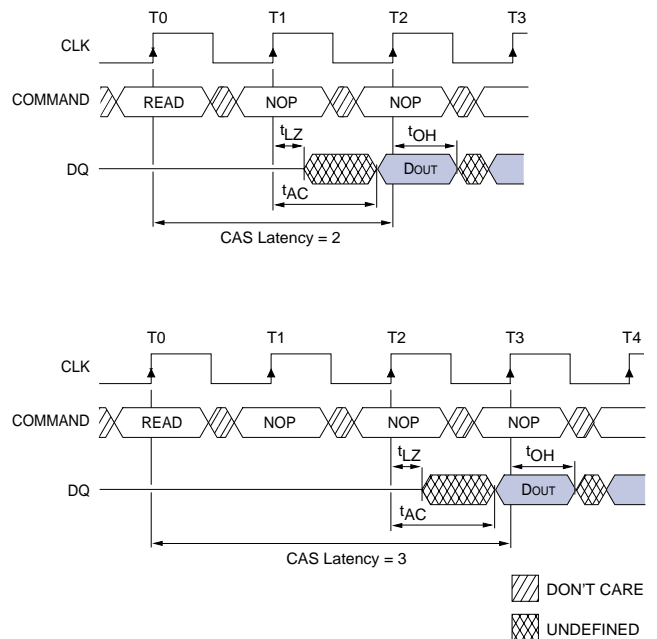 T0 T1 T2 T3
CLK
COMMAND READ NOP NOP
tLZ tOH
DQ DOUT
tAC
CAS Latency = 2
T0 T1 T2 T3 T4
CLK
COMMAND READ NOP NOP NOP
tLZ tOH
DQ DOUT
tAC
CAS Latency = 3
DON'T CARE
UNDEFINED